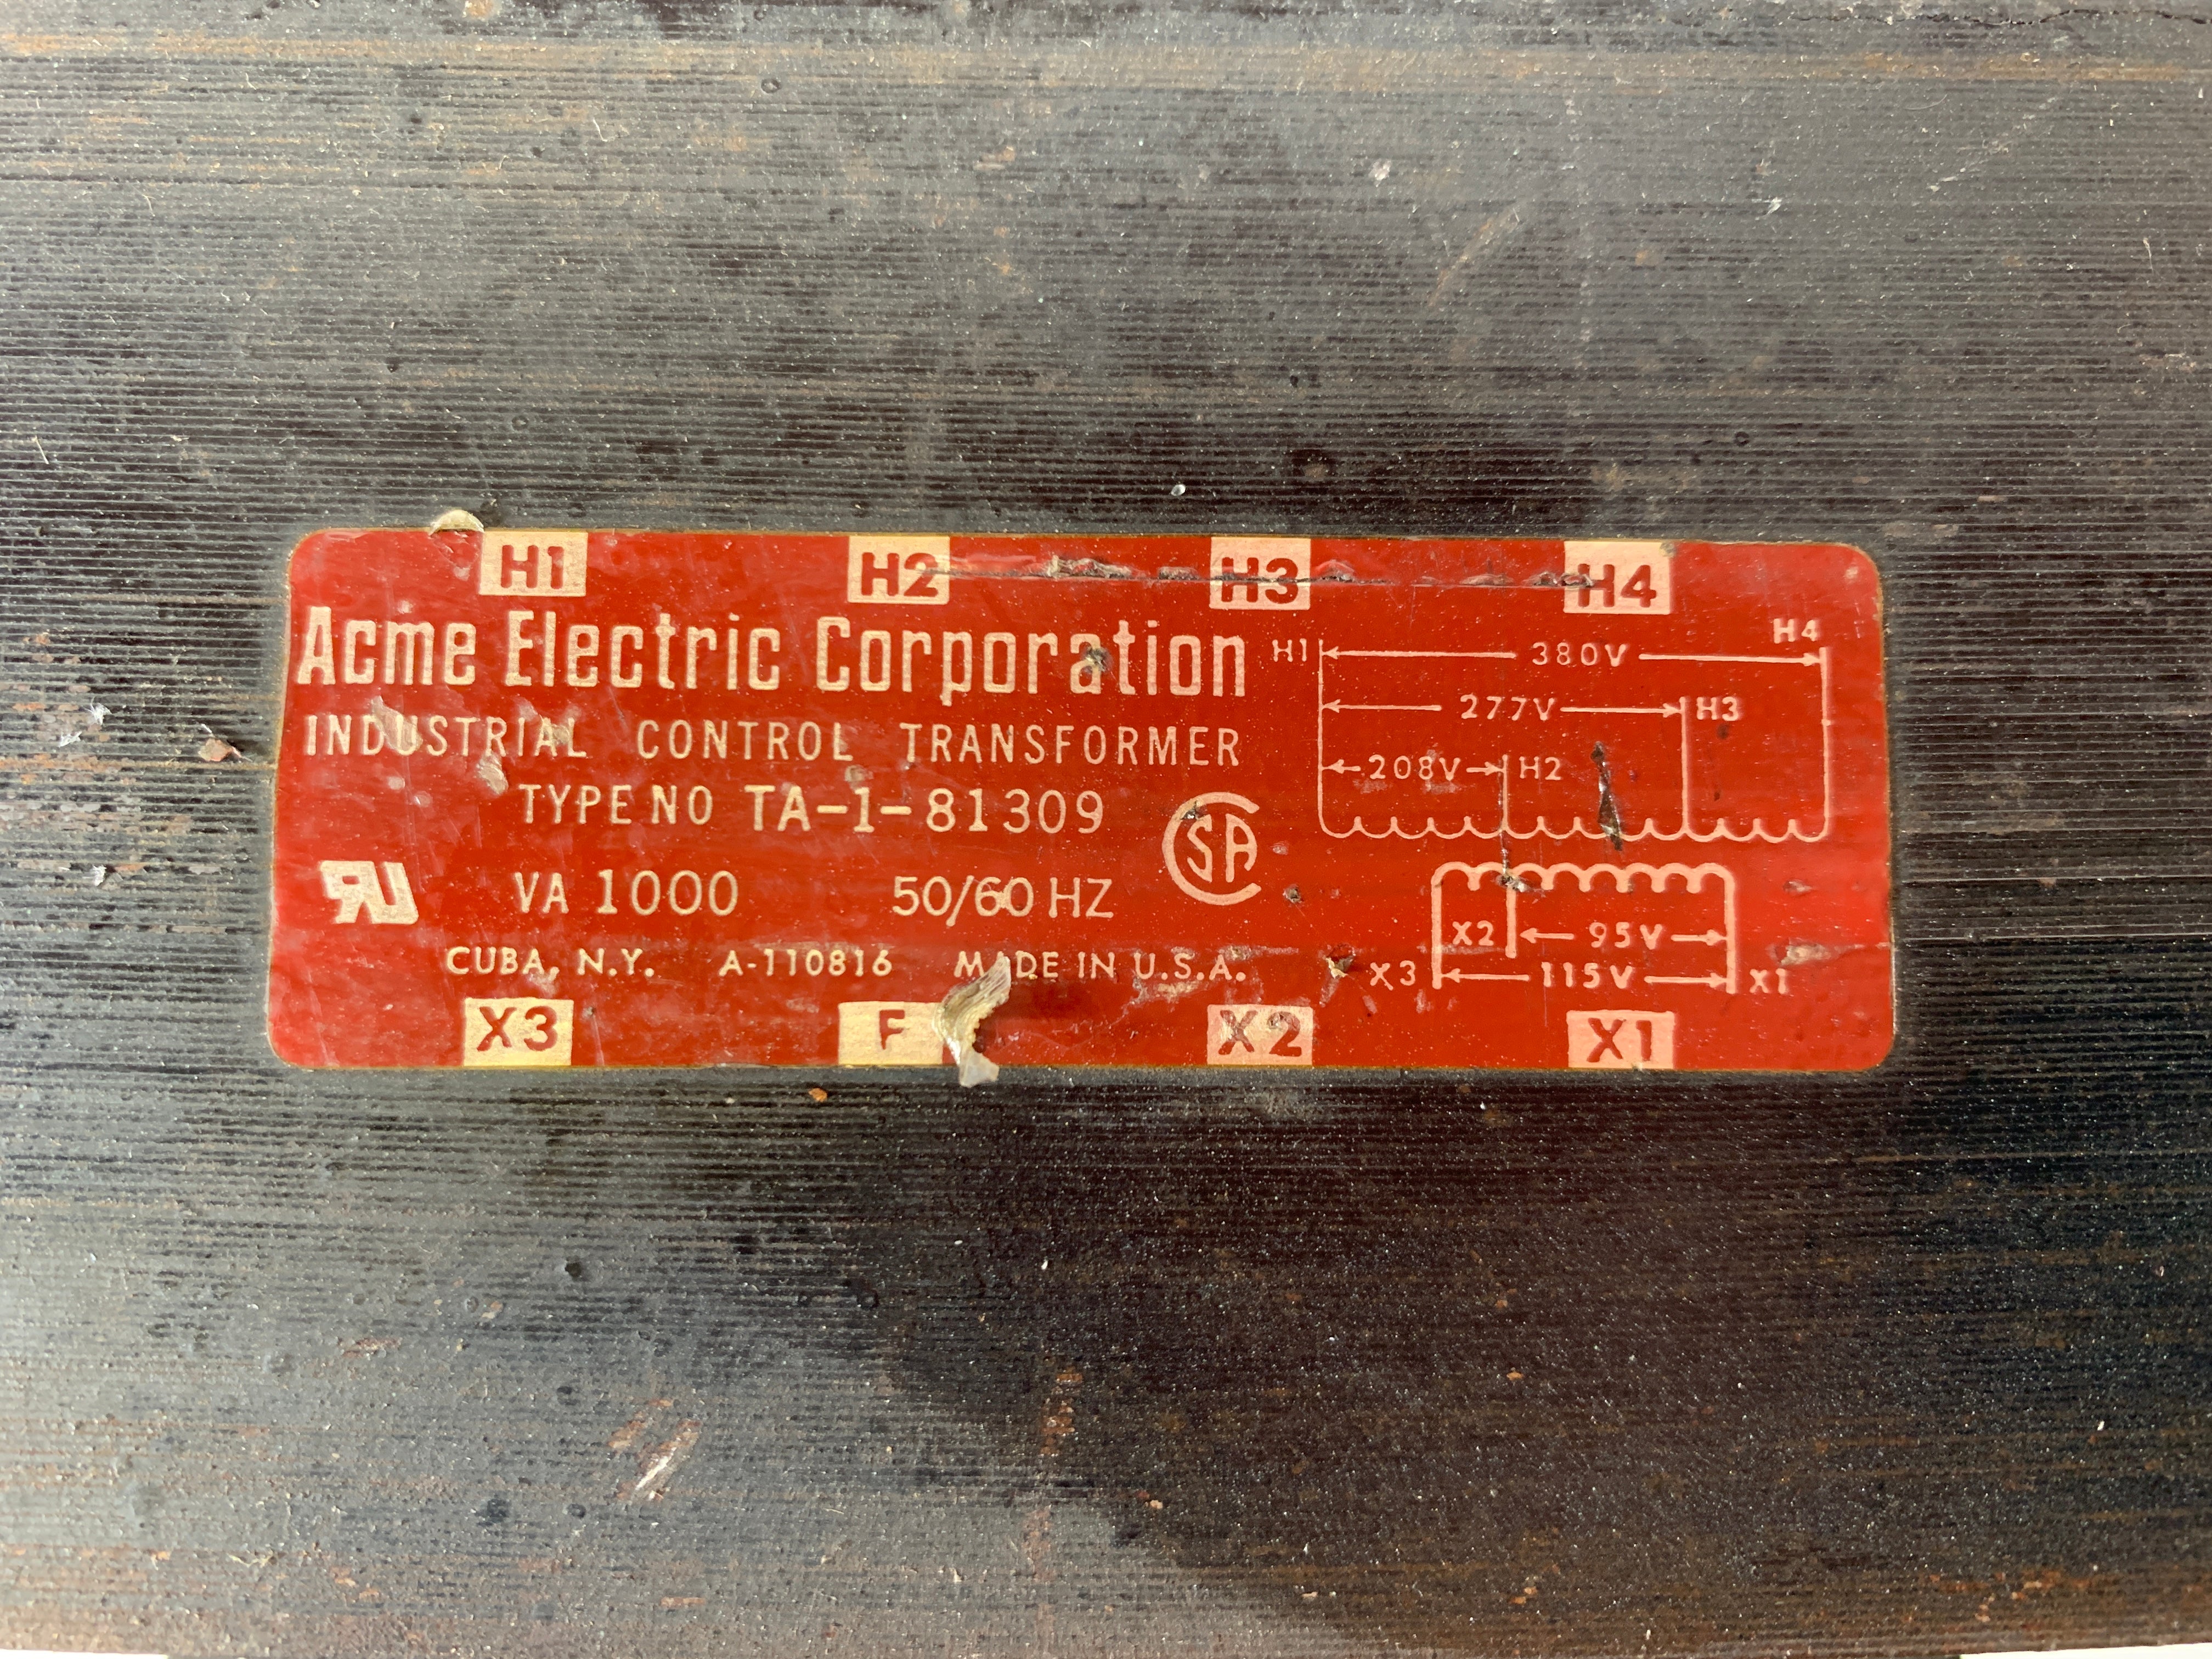 H1 H2 H3 H4
Acme Electric Corporation
INDUSTRIAL CONTROL TRANSFORMER
TYPE NO TA-1-81309
VA 1000 50/60 HZ
CUBA, N.Y. A-110816 MADE IN U.S.A.
SA
RU
H4
H1 380V
277V H3
208V H2
X2 95V
X3 115V X1
X3 F X2 X1